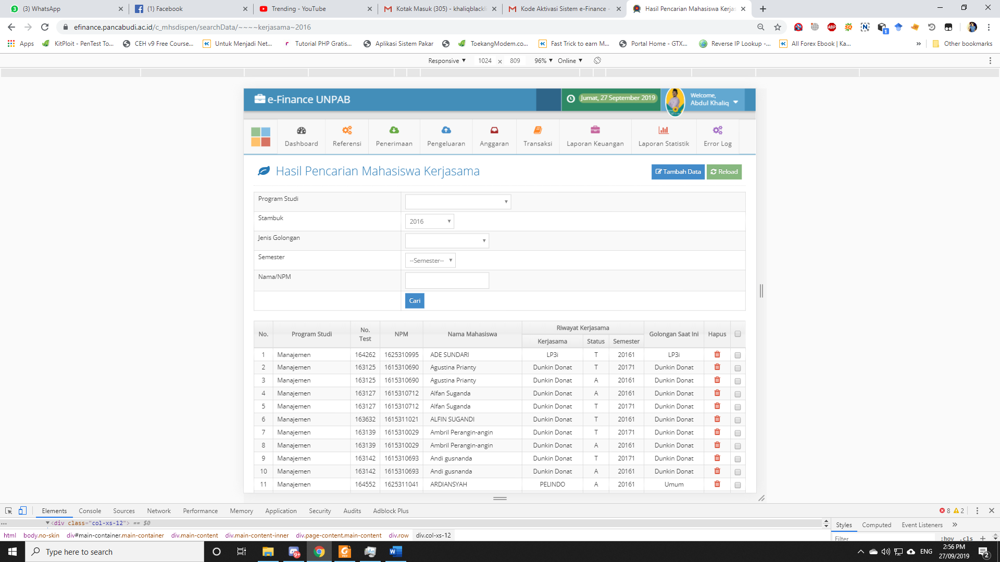 (3) WhatsApp
(1) Facebook
Trending - YouTube
Kotak Masuk (305) - khaliqblackli
Kode Aktivasi Sistem e-Finance -
Hasil Pencarian Mahasiswa Kerjas
efinance.pancabudi.ac.id/c_mhsdispen/searchData/~~~~kerjasama~2016
Apps
KitPloit - PenTest To...
CEH v9 Free Course...
Untuk Menjadi Net...
Tutorial PHP Gratis...
Aplikasi Sistem Pakar
ToekangModem.co...
Fast Trick to earn M...
Portal Home - GTX...
Reverse IP Lookup -...
All Forex Ebook | Ka...
»
Other bookmarks
Responsive ▼ 1024 x 809 96% ▼ Online ▼
e-Finance UNPAB
Jumat, 27 September 2019
Welcome,
Abdul Khaliq
Dashboard
Referensi
Penerimaan
Pengeluaran
Anggaran
Transaksi
Laporan Keuangan
Laporan Statistik
Error Log
Hasil Pencarian Mahasiswa Kerjasama
Tambah Data
Reload
Program Studi
Stambuk 2016
Jenis Golongan
Semester --Semester--
Nama/NPM
Cari
No. Program Studi No. Test NPM Nama Mahasiswa Riwayat Kerjasama Golongan Saat Ini Hapus
Kerjasama Status Semester
1 Manajemen 164262 1625310995 ADE SUNDARI LP3i T 20161 LP3i
2 Manajemen 163125 1615310690 Agustina Prianty Dunkin Donat T 20171 Dunkin Donat
3 Manajemen 163125 1615310690 Agustina Prianty Dunkin Donat A 20161 Dunkin Donat
4 Manajemen 163127 1615310712 Alfan Suganda Dunkin Donat A 20161 Dunkin Donat
5 Manajemen 163127 1615310712 Alfan Suganda Dunkin Donat T 20171 Dunkin Donat
6 Manajemen 163632 1615311021 ALFIN SUGANDI Dunkin Donat T 20161 Dunkin Donat
7 Manajemen 163139 1615310029 Ambril Perangin-angin Dunkin Donat T 20171 Dunkin Donat
8 Manajemen 163139 1615310029 Ambril Perangin-angin Dunkin Donat A 20161 Dunkin Donat
9 Manajemen 163142 1615310693 Andi gusnanda Dunkin Donat T 20171 Dunkin Donat
10 Manajemen 163142 1615310693 Andi gusnanda Dunkin Donat A 20161 Dunkin Donat
11 Manajemen 164552 1625311041 ARDIANSYAH PELINDO A 20161 Umum
Elements Console Sources Network Performance Memory Application Security Audits Adblock Plus
8 2
... ▼<div class="col-xs-12"> == $0
Styles Computed Event Listeners »
html body.no-skin div#main-container.main-container div.main-content div.main-content-inner div.page-content.main-content div.row div.col-xs-12
Filter :hov .cls +
Type here to search
ENG
2:56 PM
27/09/2019
2